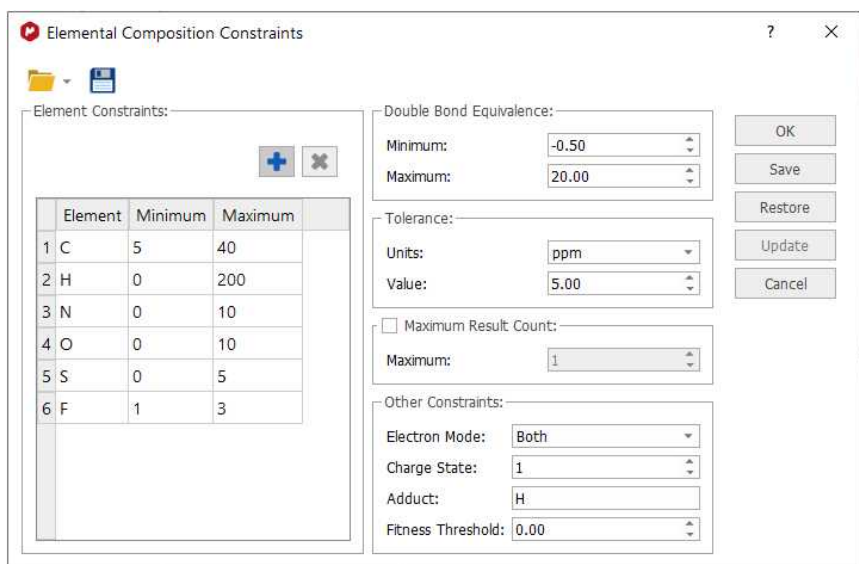 Elemental Composition Constraints ?
Element Constraints:
Element Minimum Maximum
1 C 5 40
2 H 0 200
3 N 0 10
4 O 0 10
5 S 0 5
6 F 1 3
Double Bond Equivalence:
Minimum: -0.50
Maximum: 20.00
Tolerance:
Units: ppm
Value: 5.00
Maximum Result Count:
Maximum: 1
Other Constraints:
Electron Mode: Both
Charge State: 1
Adduct: H
Fitness Threshold: 0.00
OK
Save
Restore
Update
Cancel